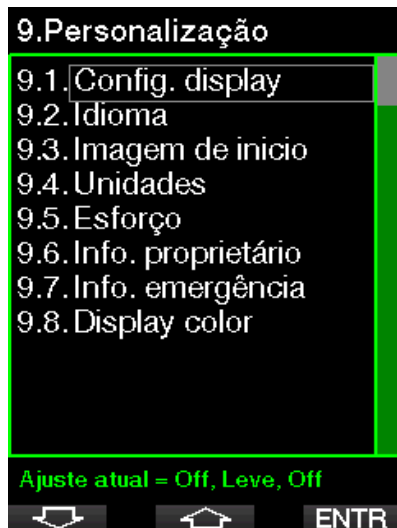 9.Personalização
9.1. Config. display
9.2. Idioma
9.3. Imagem de inicio
9.4. Unidades
9.5. Esforço
9.6. Info. proprietário
9.7. Info. emergência
9.8. Display color
Ajuste atual = Off, Leve, Off
ENTR